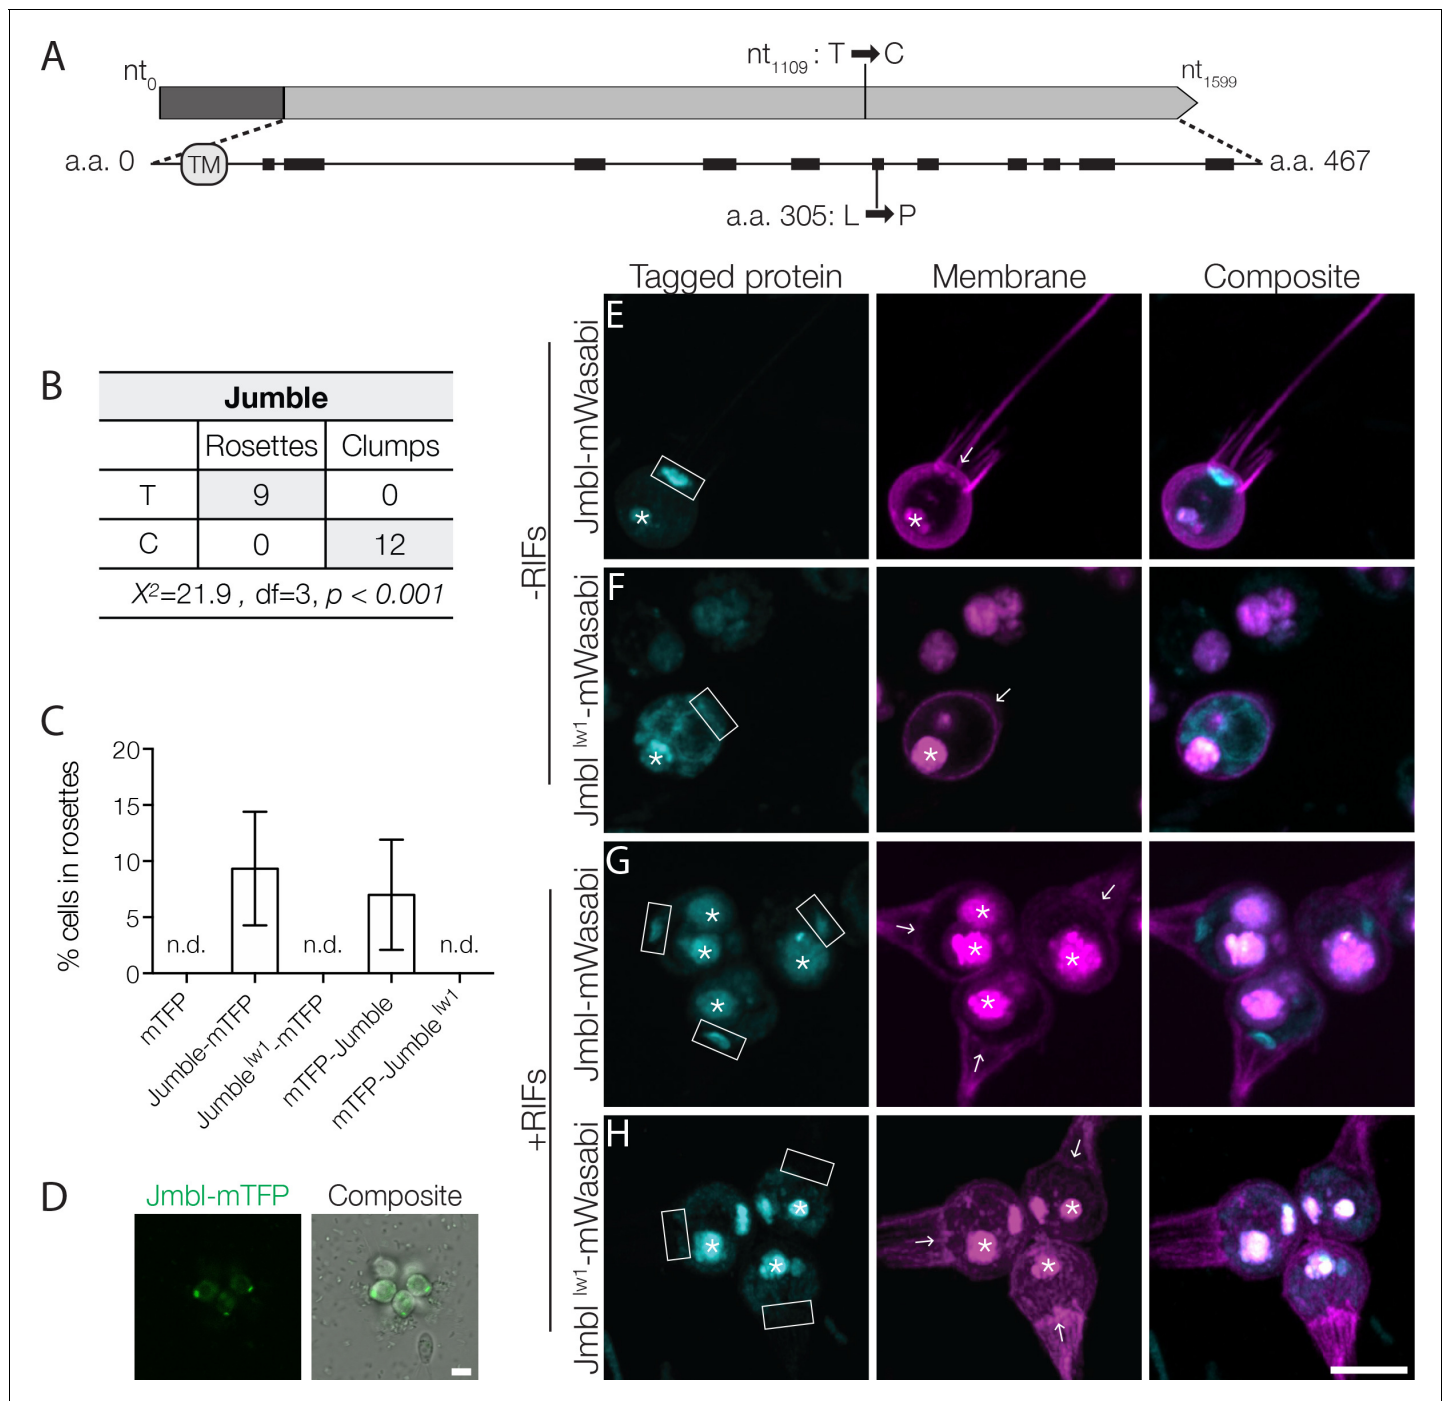 A
nt0
nt1109 : T → C
nt1599
a.a. 0
TM
a.a. 467
a.a. 305: L → P
B
Jumble
Rosettes Clumps
T 9 0
C 0 12
X²=21.9 , df=3, p < 0.001
C
% cells in rosettes
20
15
10
5
0
n.d.
n.d.
n.d.
mTFP
Jumble-mTFP
Jumble^lw1-mTFP
mTFP-Jumble
mTFP-Jumble^lw1
D
Jmbl-mTFP
Composite
Tagged protein
Membrane
Composite
-RIFs
+RIFs
E
Jmbl-mWasabi
*
*
F
Jmbl ^lw1-mWasabi
*
*
G
Jmbl-mWasabi
* * * *
* * * *
H
Jmbl ^lw1-mWasabi
* * *
* * *